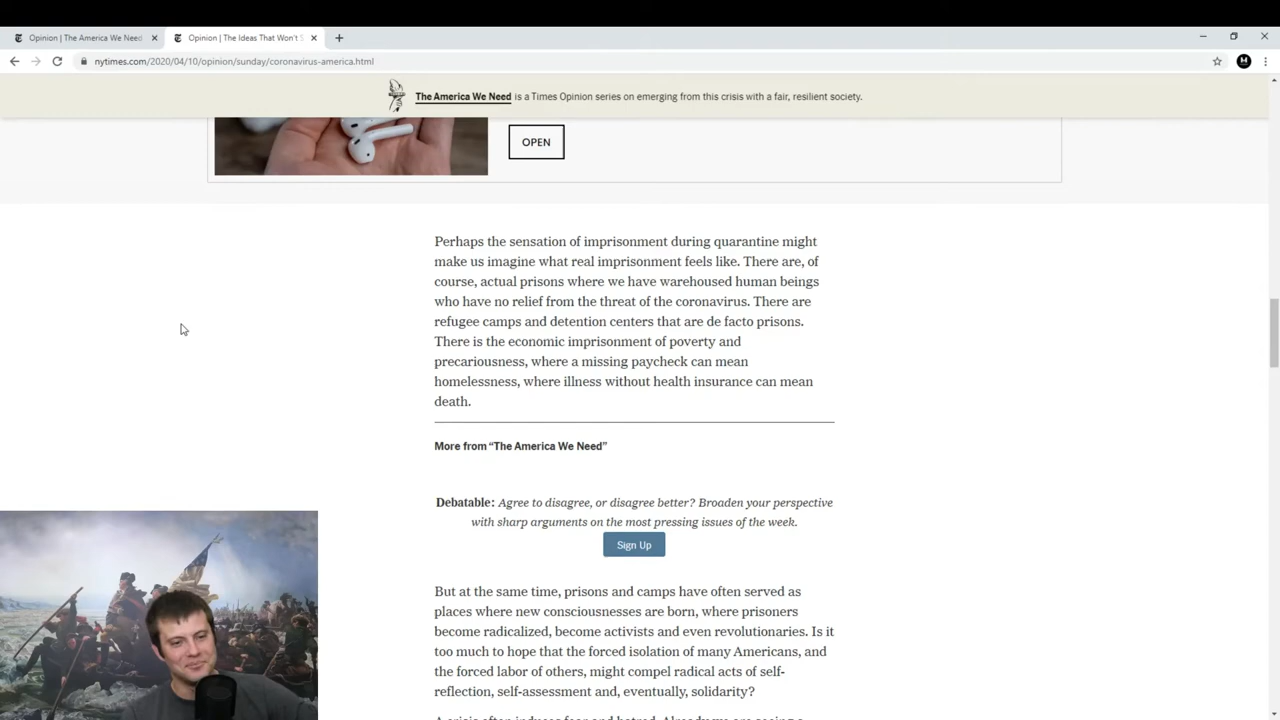 Opinion | The America We Need
Opinion | The Ideas That Won't S
nytimes.com/2020/04/10/opinion/sunday/coronavirus-america.html
The America We Need is a Times Opinion series on emerging from this crisis with a fair, resilient society.
OPEN
Perhaps the sensation of imprisonment during quarantine might
make us imagine what real imprisonment feels like. There are, of
course, actual prisons where we have warehoused human beings
who have no relief from the threat of the coronavirus. There are
refugee camps and detention centers that are de facto prisons.
There is the economic imprisonment of poverty and
precariousness, where a missing paycheck can mean
homelessness, where illness without health insurance can mean
death.
More from “The America We Need”
Debatable: Agree to disagree, or disagree better? Broaden your perspective
with sharp arguments on the most pressing issues of the week.
Sign Up
But at the same time, prisons and camps have often served as
places where new consciousnesses are born, where prisoners
become radicalized, become activists and even revolutionaries. Is it
too much to hope that the forced isolation of many Americans, and
the forced labor of others, might compel radical acts of self-
reflection, self-assessment and, eventually, solidarity?
A crisis often induces fear and hatred. Already we are seeing a